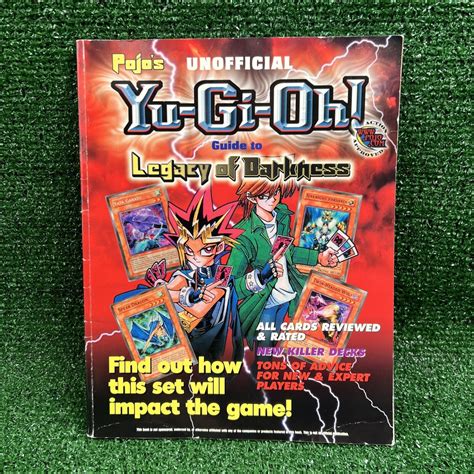 Pojo's UNOFFICIAL
Yu-Gi-Oh!
Guide to
Legacy of Darkness
ALL CARDS REVIEWED
& RATED
NEW KILLER DECKS
TONS OF ADVICE
FOR NEW & EXPERT
PLAYERS
Find out how
this set will
impact the game!